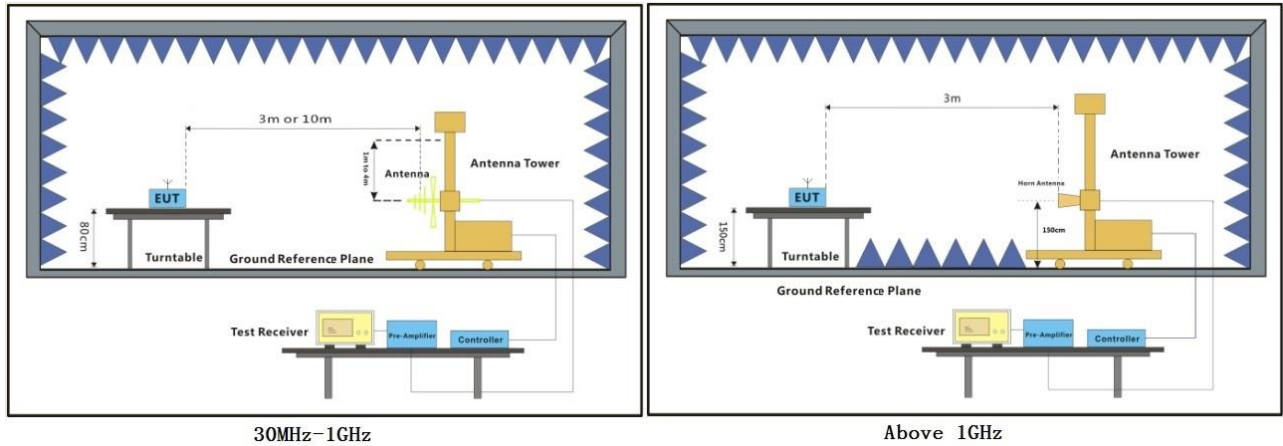 3m or 10m
1m to 4m
Antenna
Antenna Tower
EUT
80cm
Turntable
Ground Reference Plane
Test Receiver
Pre-Amplifier
Controller
30MHz-1GHz
3m
Antenna Tower
Horn Antenna
EUT
150cm
150cm
Turntable
Ground Reference Plane
Test Receiver
Pre-Amplifier
Controller
Above 1GHz